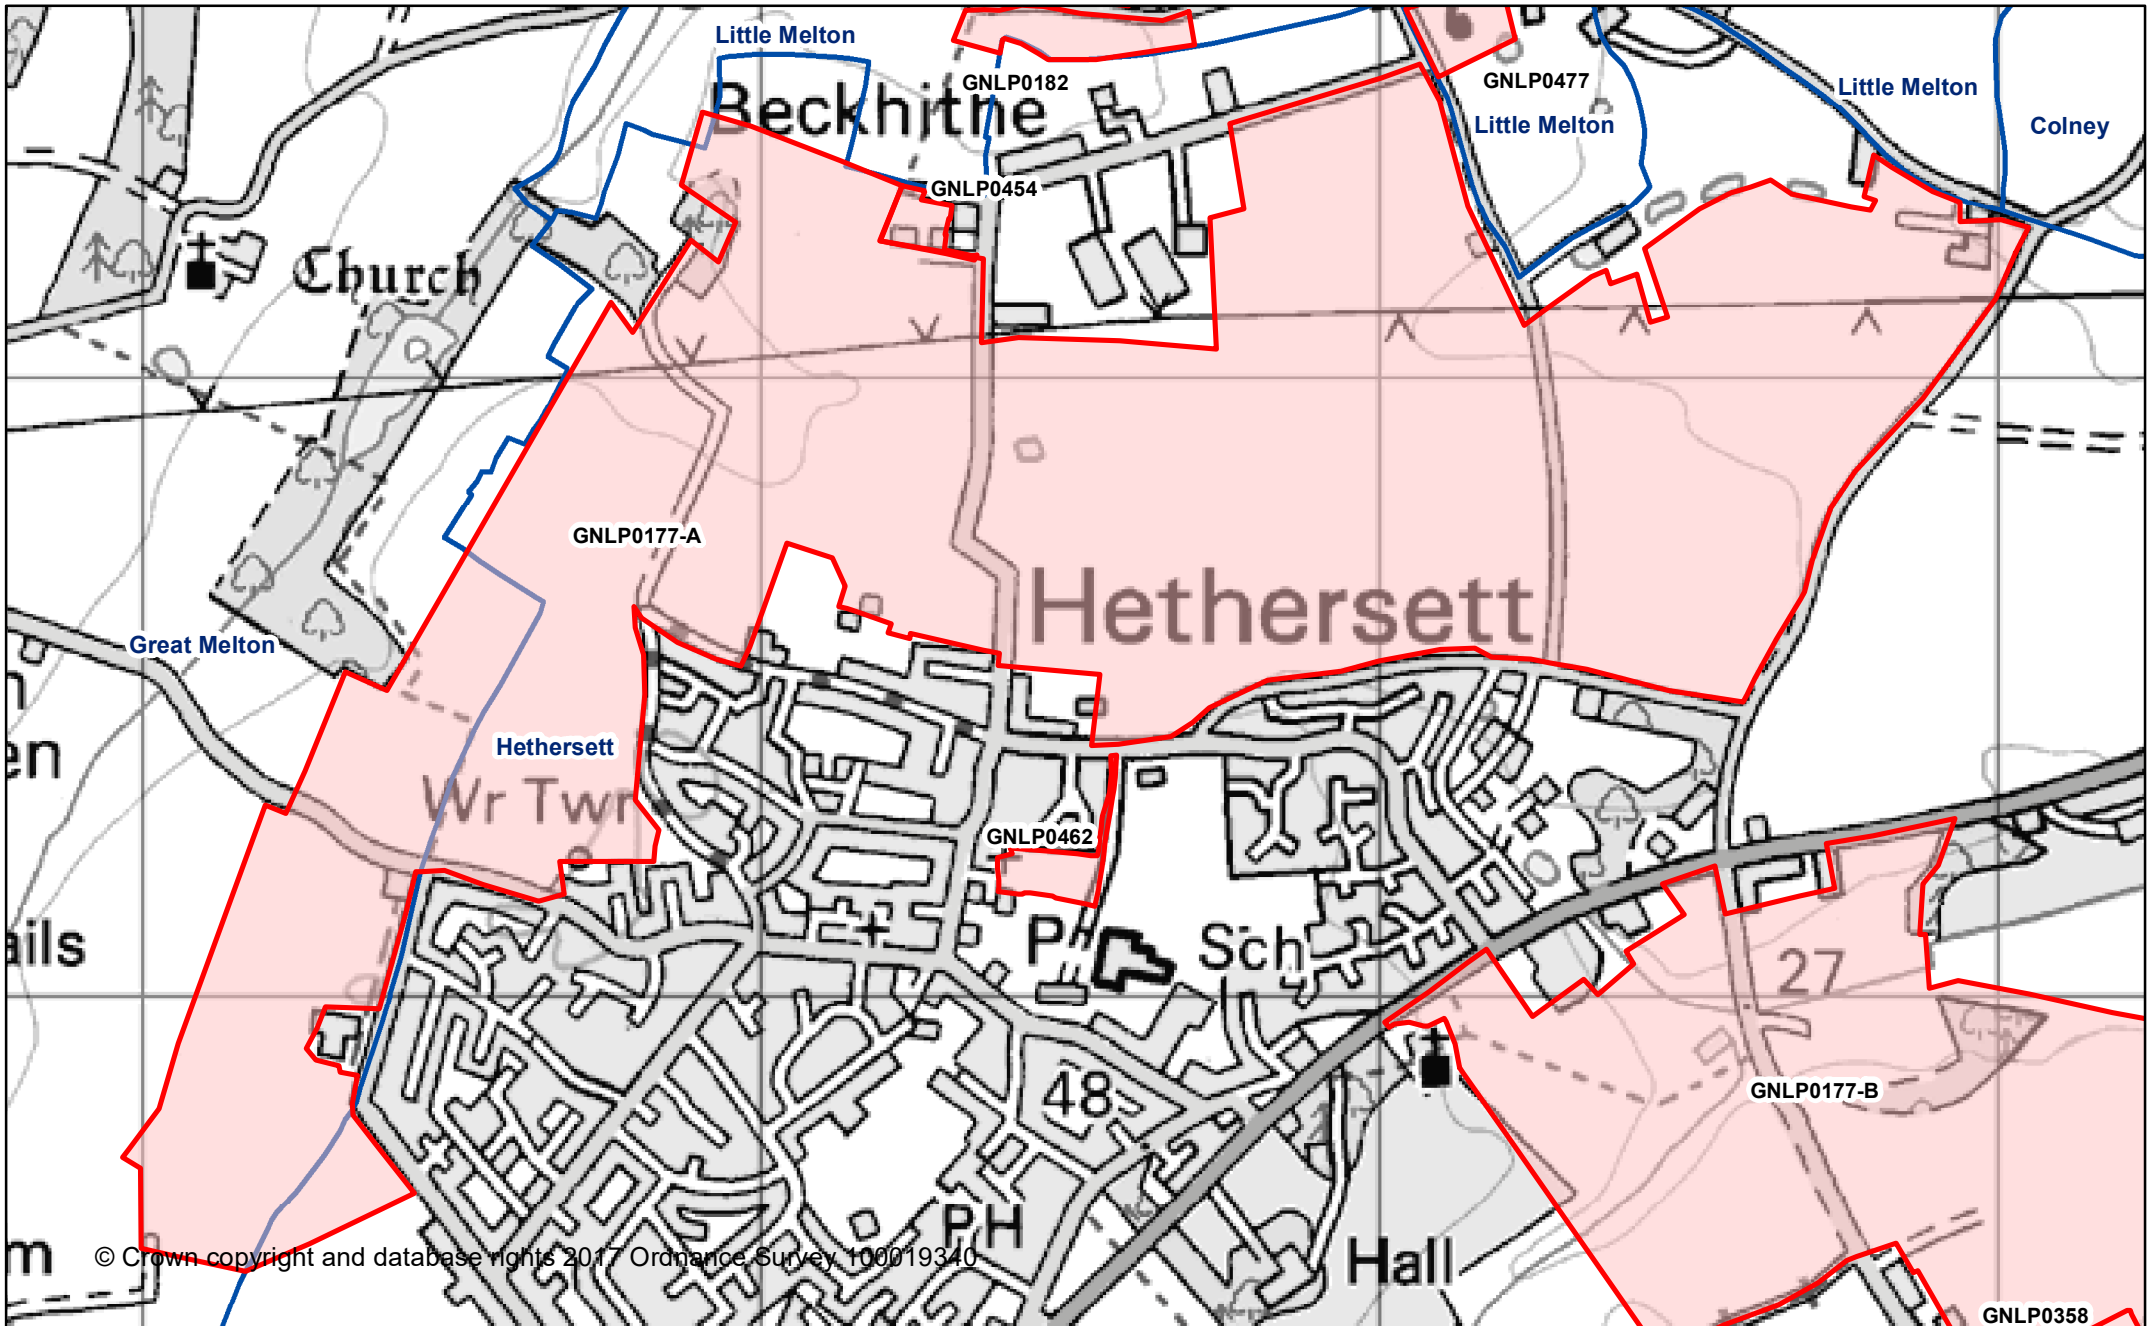 Little Melton
GNLP0182
GNLP0477
Little Melton
Beckhithe
Little Melton
Colney
GNLP0454
Church
GNLP0177-A
Hethersett
Great Melton
Hethersett
Wr Twr
en
GNLP0462
ails
P
Sch
27
48
GNLP0177-B
PH
Hall
m
© Crown copyright and database rights 2017 Ordnance Survey 100019340
GNLP0358